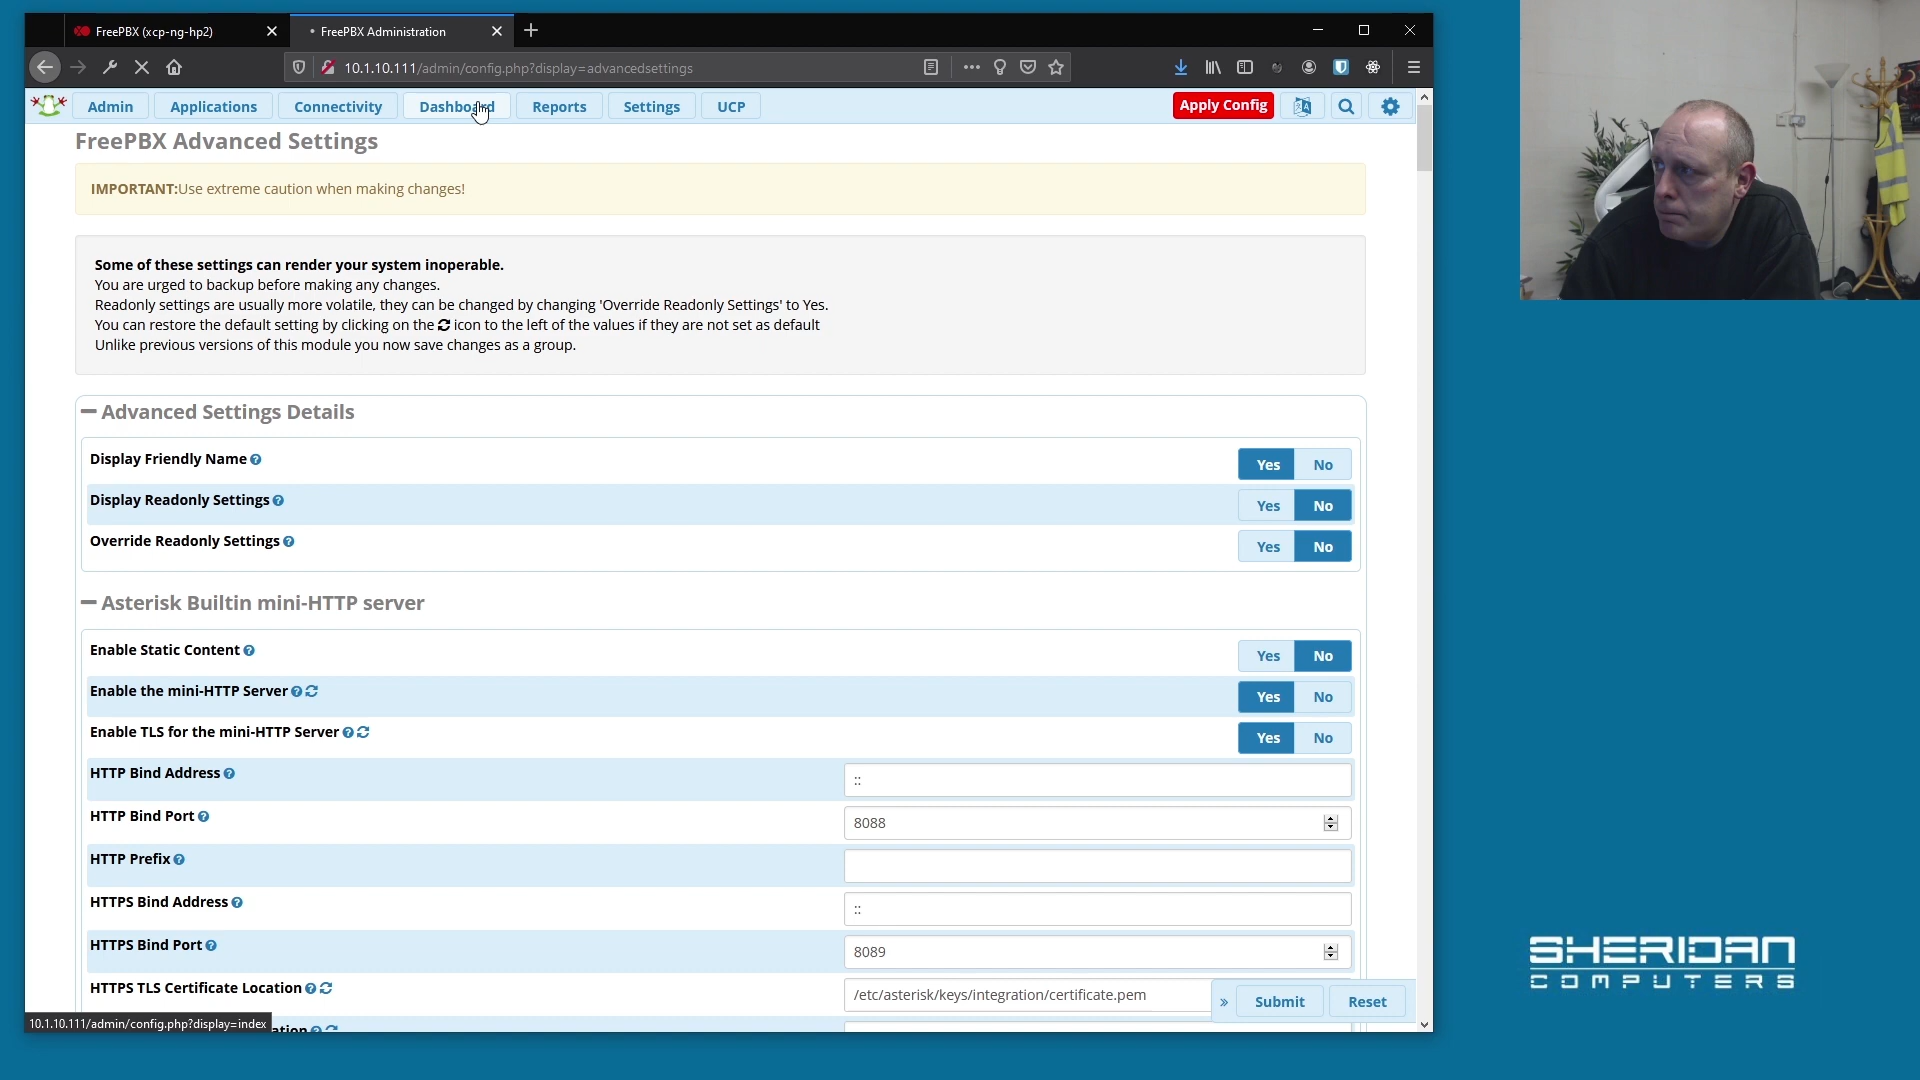 FreePBX (xcp-ng-hp2)
FreePBX Administration
10.1.10.111/admin/config.php?display=advancedsettings
Admin
Applications
Connectivity
Dashboard
Reports
Settings
UCP
Apply Config
FreePBX Advanced Settings
IMPORTANT:Use extreme caution when making changes!
Some of these settings can render your system inoperable.
You are urged to backup before making any changes.
Readonly settings are usually more volatile, they can be changed by changing 'Override Readonly Settings' to Yes.
You can restore the default setting by clicking on the icon to the left of the values if they are not set as default
Unlike previous versions of this module you now save changes as a group.
Advanced Settings Details
Display Friendly Name
Yes No
Display Readonly Settings
Yes No
Override Readonly Settings
Yes No
Asterisk Builtin mini-HTTP server
Enable Static Content
Yes No
Enable the mini-HTTP Server
Yes No
Enable TLS for the mini-HTTP Server
Yes No
HTTP Bind Address
::
HTTP Bind Port
8088
HTTP Prefix
HTTPS Bind Address
::
HTTPS Bind Port
8089
HTTPS TLS Certificate Location
/etc/asterisk/keys/integration/certificate.pem
» Submit Reset
10.1.10.111/admin/config.php?display=index
SHERIDAN
COMPUTERS